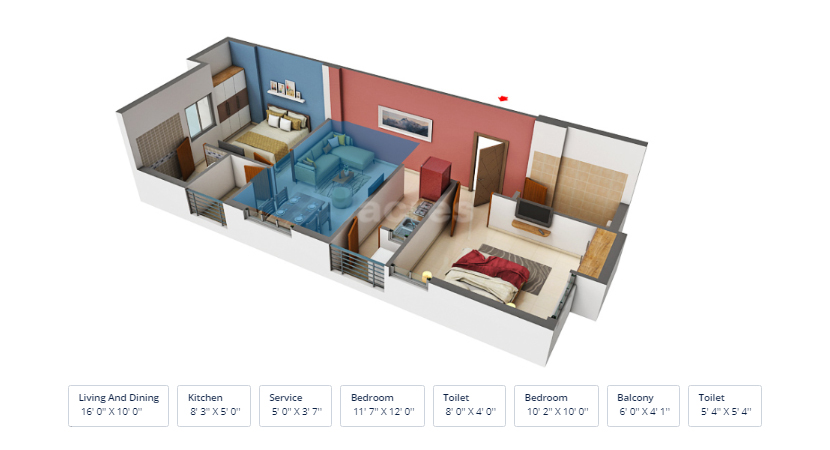 acres
Living And Dining
16' 0" X 10' 0"
Kitchen
8' 3" X 5' 0"
Service
5' 0" X 3' 7"
Bedroom
11' 7" X 12' 0"
Toilet
8' 0" X 4' 0"
Bedroom
10' 2" X 10' 0"
Balcony
6' 0" X 4' 1"
Toilet
5' 4" X 5' 4"